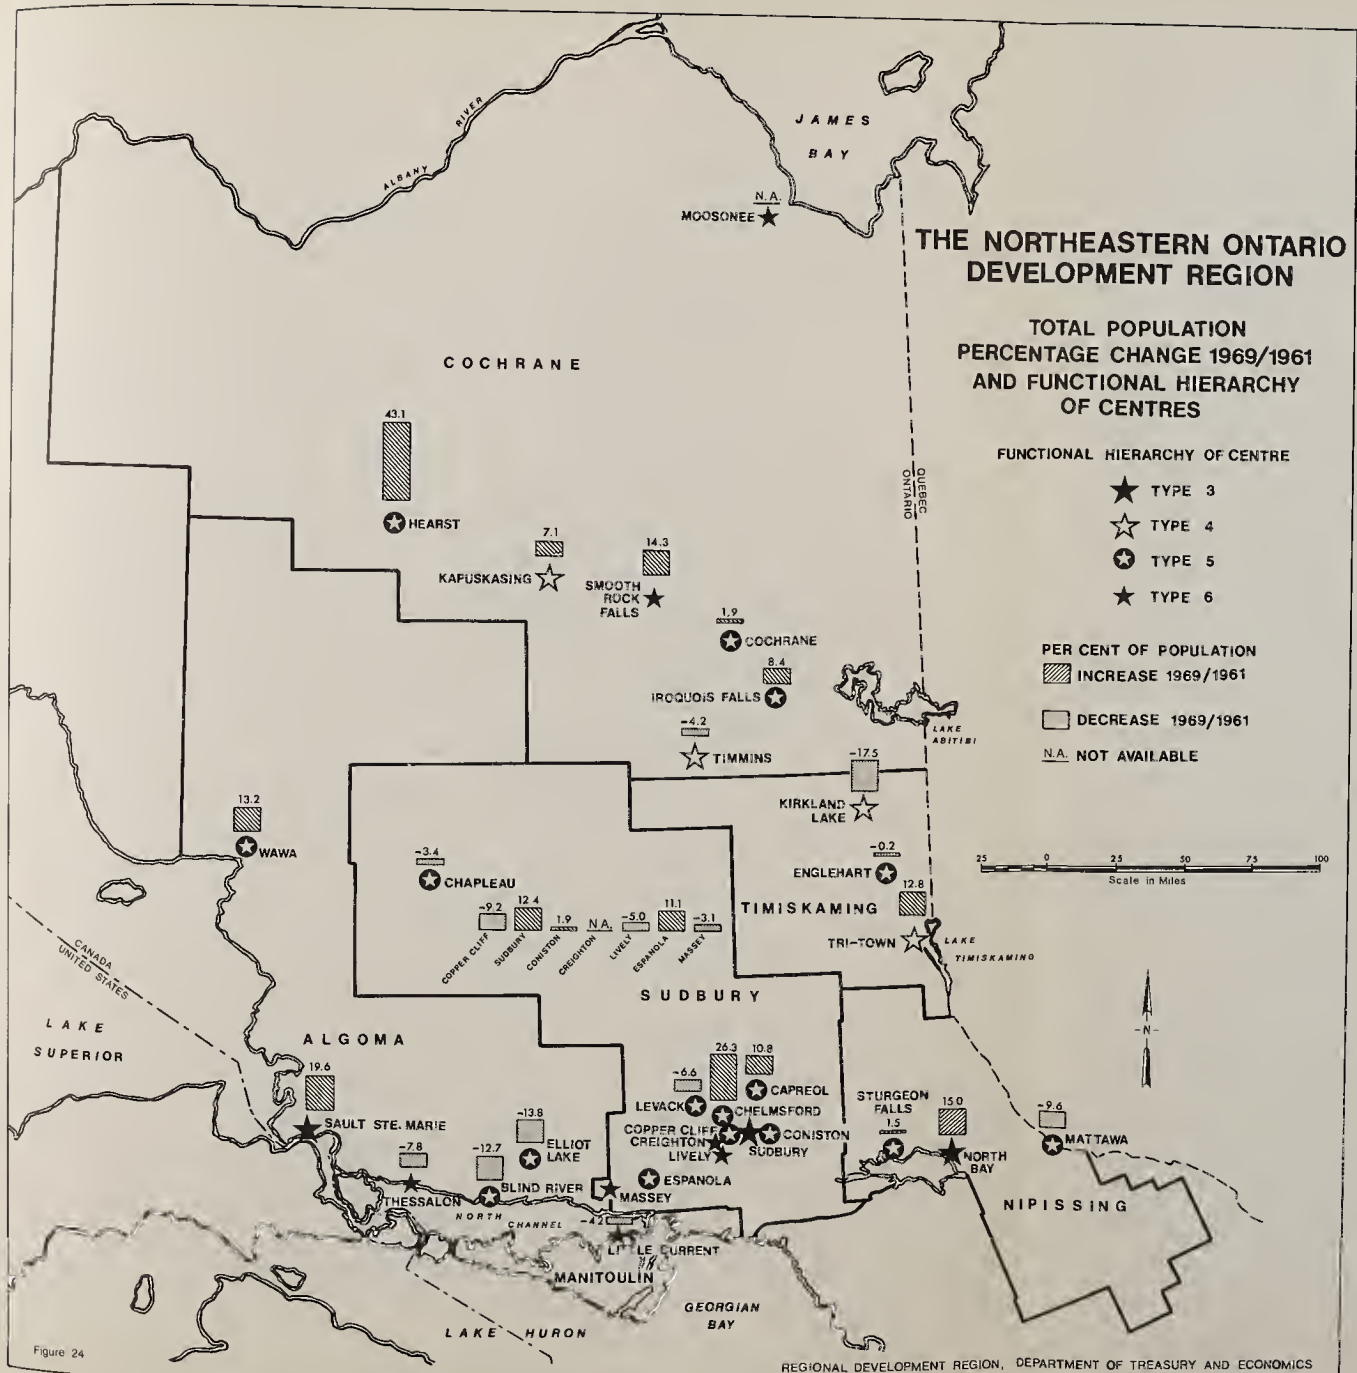 JAMES
BAY
RIVER
ALBANY
N.A.
MOOSONEE
THE NORTHEASTERN ONTARIO
DEVELOPMENT REGION
TOTAL POPULATION
PERCENTAGE CHANGE 1969/1961
AND FUNCTIONAL HIERARCHY
OF CENTRES
FUNCTIONAL HIERARCHY OF CENTRE
TYPE 3
TYPE 4
TYPE 5
TYPE 6
PER CENT OF POPULATION
INCREASE 1969/1961
DECREASE 1969/1961
N.A. NOT AVAILABLE
25 0 25 50 75 100
Scale in Miles
QUEBEC
ONTARIO
COCHRANE
43.1
HEARST
7.1
KAPUSKASING
14.3
SMOOTH
ROCK
FALLS
1.9
COCHRANE
8.4
IROQUOIS FALLS
-4.2
TIMMINS
LAKE
ABITIBI
-17.5
KIRKLAND
LAKE
13.2
WAWA
-3.4
CHAPLEAU
-0.2
ENGLEHART
12.8
TIMISKAMING
TRI-TOWN
LAKE
TIMISKAMING
-9.2 12.4 1.9 N.A. -5.0 11.1 -3.1
COPPER CLIFF
SUDBURY
CONISTON
CREIGHTON
LIVELY
ESPANOLA
MASSEY
SUDBURY
CANADA
UNITED STATES
LAKE
SUPERIOR
ALGOMA
19.6
SAULT STE. MARIE
-7.8
THESSALON
-12.7
BLIND RIVER
-13.8
ELLIOT
LAKE
-6.6
LEVACK
26.3
CHELMSFORD
10.8
CAPREOL
COPPER CLIFF
CREIGHTON
LIVELY
SUDBURY
CONISTON
ESPANOLA
MASSEY
STURGEON
FALLS
1.5
15.0
NORTH
BAY
-9.6
MATTAWA
-N-
NIPISSING
NORTH
CHANNEL
-4.2
LITTLE CURRENT
MANITOULIN
GEORGIAN
BAY
LAKE HURON
Figure 24
REGIONAL DEVELOPMENT REGION, DEPARTMENT OF TREASURY AND ECONOMICS